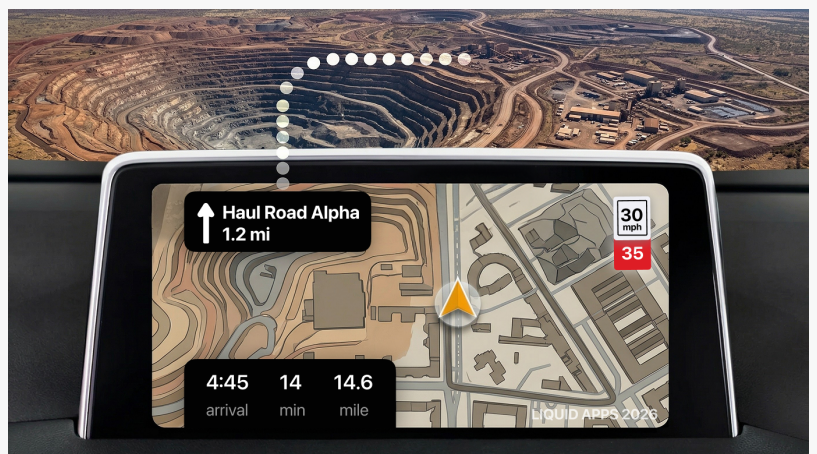 Haul Road Alpha
1.2 mi
30
mph
35
4:45 14 14.6
arrival min mile
LIQUID APPS 2026